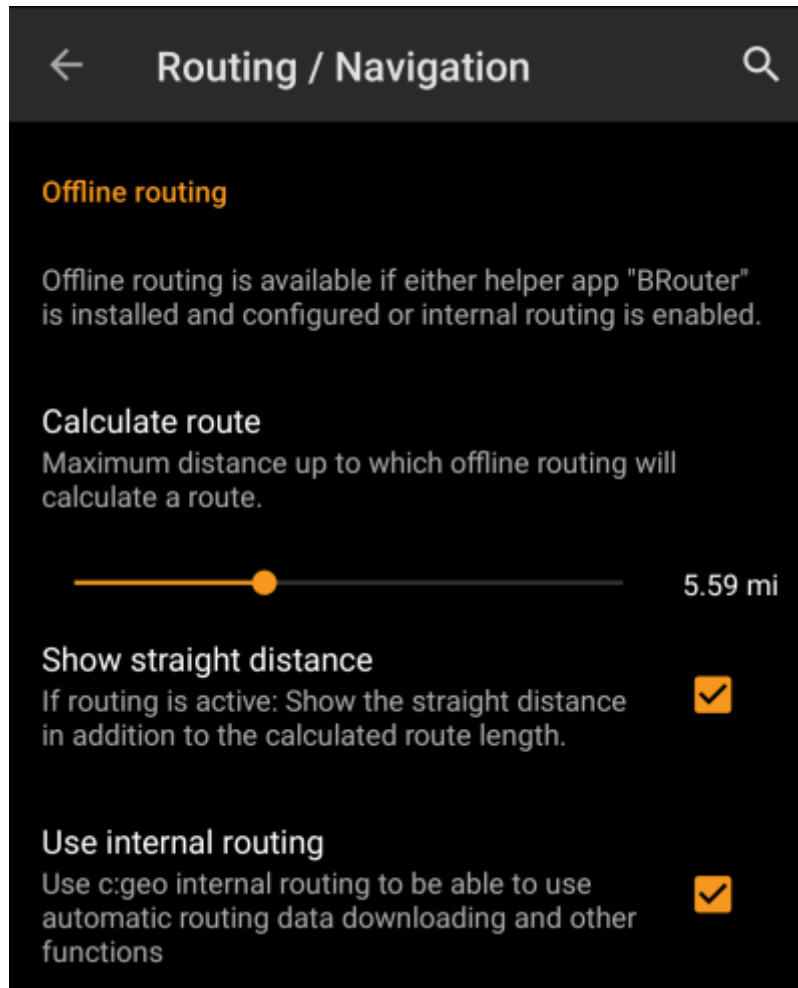 Routing / Navigation
Offline routing
Offline routing is available if either helper app "BRouter"
is installed and configured or internal routing is enabled.
Calculate route
Maximum distance up to which offline routing will
calculate a route.
5.59 mi
Show straight distance
If routing is active: Show the straight distance
in addition to the calculated route length.
Use internal routing
Use c:geo internal routing to be able to use
automatic routing data downloading and other
functions